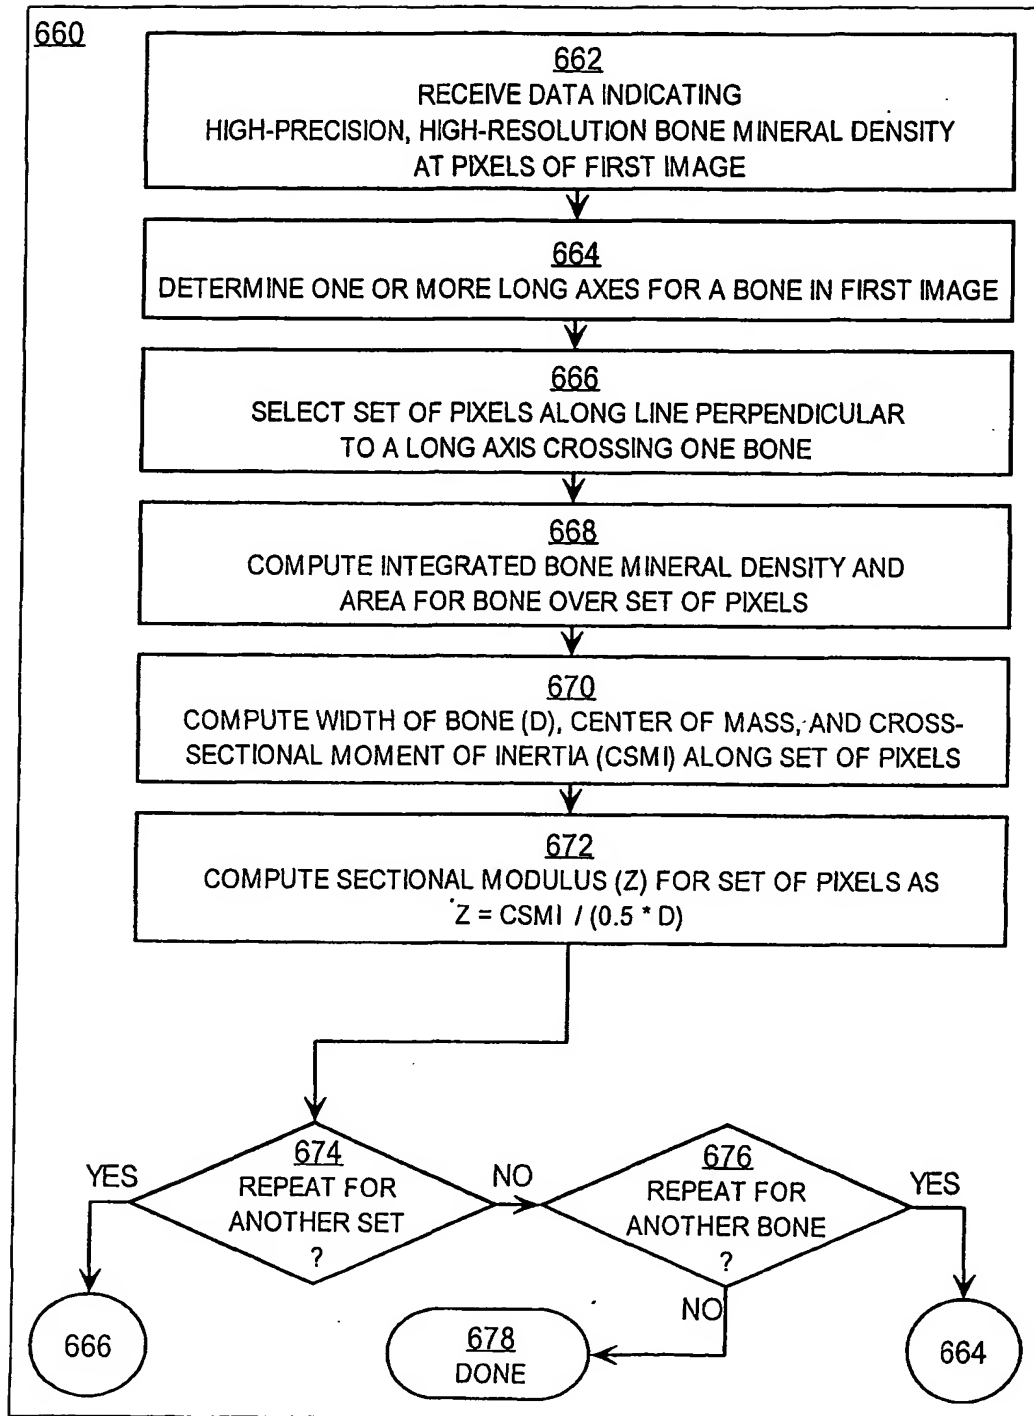 660
662
RECEIVE DATA INDICATING
HIGH-PRECISION, HIGH-RESOLUTION BONE MINERAL DENSITY
AT PIXELS OF FIRST IMAGE
664
DETERMINE ONE OR MORE LONG AXES FOR A BONE IN FIRST IMAGE
666
SELECT SET OF PIXELS ALONG LINE PERPENDICULAR
TO A LONG AXIS CROSSING ONE BONE
668
COMPUTE INTEGRATED BONE MINERAL DENSITY AND
AREA FOR BONE OVER SET OF PIXELS
670
COMPUTE WIDTH OF BONE (D), CENTER OF MASS, AND CROSS-
SECTIONAL MOMENT OF INERTIA (CSMI) ALONG SET OF PIXELS
672
COMPUTE SECTIONAL MODULUS (Z) FOR SET OF PIXELS AS
Z = CSMI / (0.5 * D)
YES
674
REPEAT FOR
ANOTHER SET
?
NO
676
REPEAT FOR
ANOTHER BONE
?
YES
NO
666
678
DONE
664